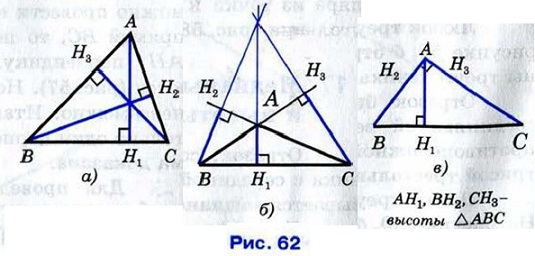 A
H₃
H₂
B
H₁
C
а)
H₂
A
H₃
B
H₁
C
б)
A
H₂
H₃
H₁
B
C
в)
AH₁, BH₂, CH₃–
высоты △ABC
Рис. 62